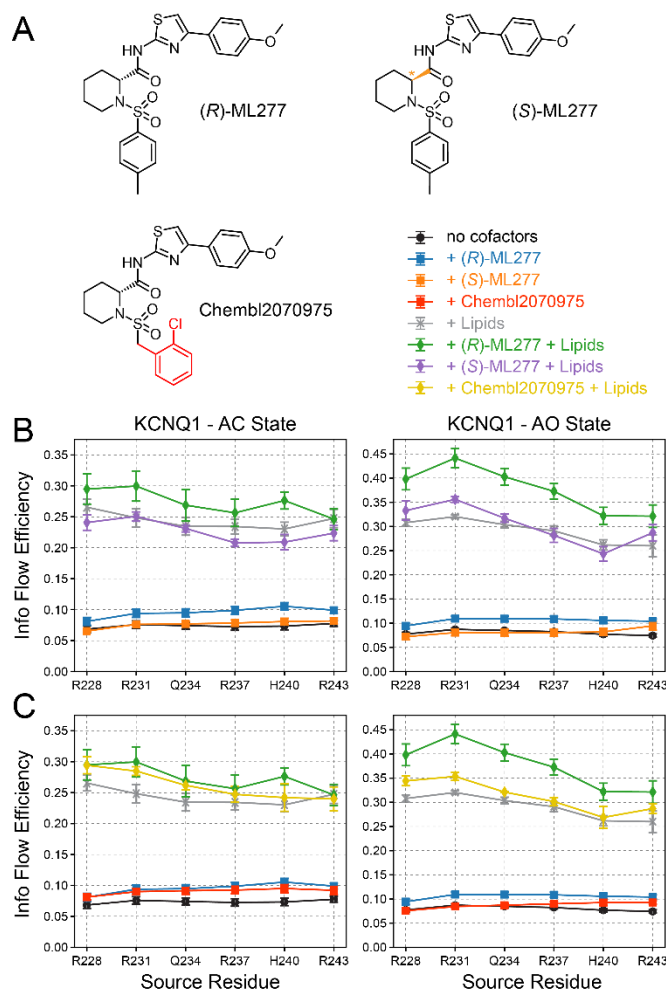 A
S
N
HN
O
O
N
S
O
O
(R)-ML277
S
N
HN
O
*
O
N
S
O
O
(S)-ML277
S
N
HN
O
O
N
S
O
O
Cl
Chembl2070975
no cofactors
+ (R)-ML277
+ (S)-ML277
+ Chembl2070975
+ Lipids
+ (R)-ML277 + Lipids
+ (S)-ML277 + Lipids
+ Chembl2070975 + Lipids
B
KCNQ1 - AC State
KCNQ1 - AO State
Info Flow Efficiency
0.35
0.30
0.25
0.20
0.15
0.10
0.05
0.00
R228 R231 Q234 R237 H240 R243
0.45
0.40
0.35
0.30
0.25
0.20
0.15
0.10
0.05
0.00
R228 R231 Q234 R237 H240 R243
C
Info Flow Efficiency
0.35
0.30
0.25
0.20
0.15
0.10
0.05
0.00
R228 R231 Q234 R237 H240 R243
Source Residue
0.45
0.40
0.35
0.30
0.25
0.20
0.15
0.10
0.05
0.00
R228 R231 Q234 R237 H240 R243
Source Residue